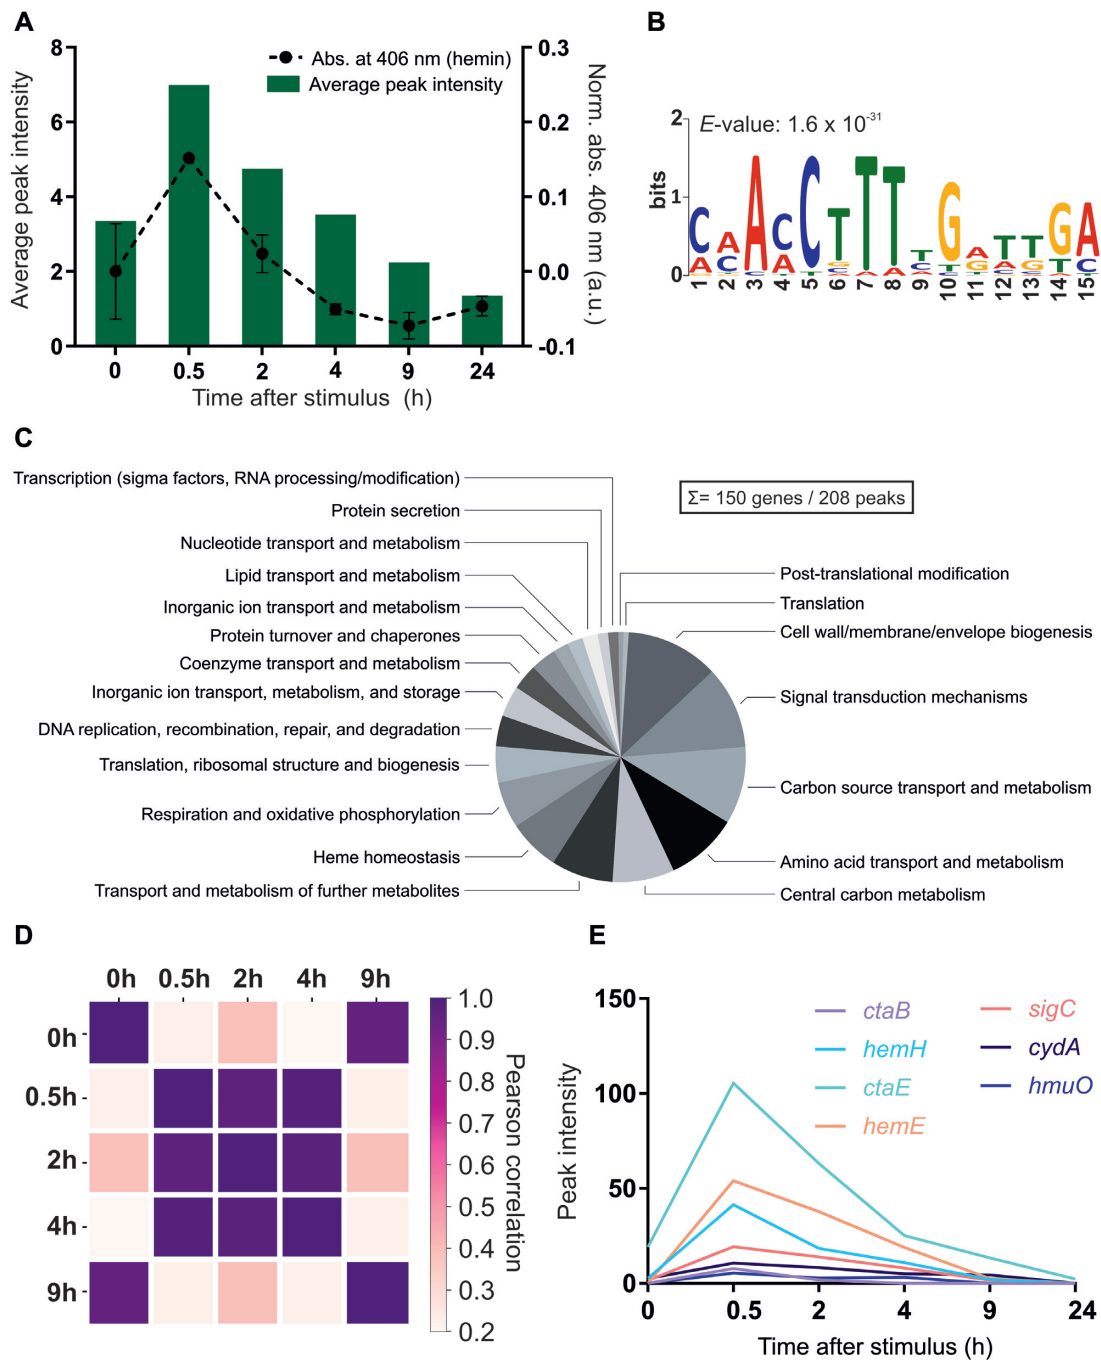 A
8
6
4
2
0
Average peak intensity
Abs. at 406 nm (hemin)
Average peak intensity
0.3
0.2
0.1
0.0
-0.1
Norm. abs. 406 nm (a.u.)
0 0.5 2 4 9 24
Time after stimulus (h)
B
E-value: 1.6 x 10⁻³¹
2
1
0
bits
1 2 3 4 5 6 7 8 9 10 11 12 13 14 15
C
Σ= 150 genes / 208 peaks
Transcription (sigma factors, RNA processing/modification)
Protein secretion
Nucleotide transport and metabolism
Lipid transport and metabolism
Inorganic ion transport and metabolism
Protein turnover and chaperones
Coenzyme transport and metabolism
Inorganic ion transport, metabolism, and storage
DNA replication, recombination, repair, and degradation
Translation, ribosomal structure and biogenesis
Respiration and oxidative phosphorylation
Heme homeostasis
Transport and metabolism of further metabolites
Post-translational modification
Translation
Cell wall/membrane/envelope biogenesis
Signal transduction mechanisms
Carbon source transport and metabolism
Amino acid transport and metabolism
Central carbon metabolism
D
0h 0.5h 2h 4h 9h
0h
0.5h
2h
4h
9h
1.0
0.9
0.8
0.7
0.6
0.5
0.4
0.3
0.2
Pearson correlation
E
150
100
50
0
Peak intensity
ctaB
hemH
ctaE
hemE
sigC
cydA
hmuO
0 0.5 2 4 9 24
Time after stimulus (h)